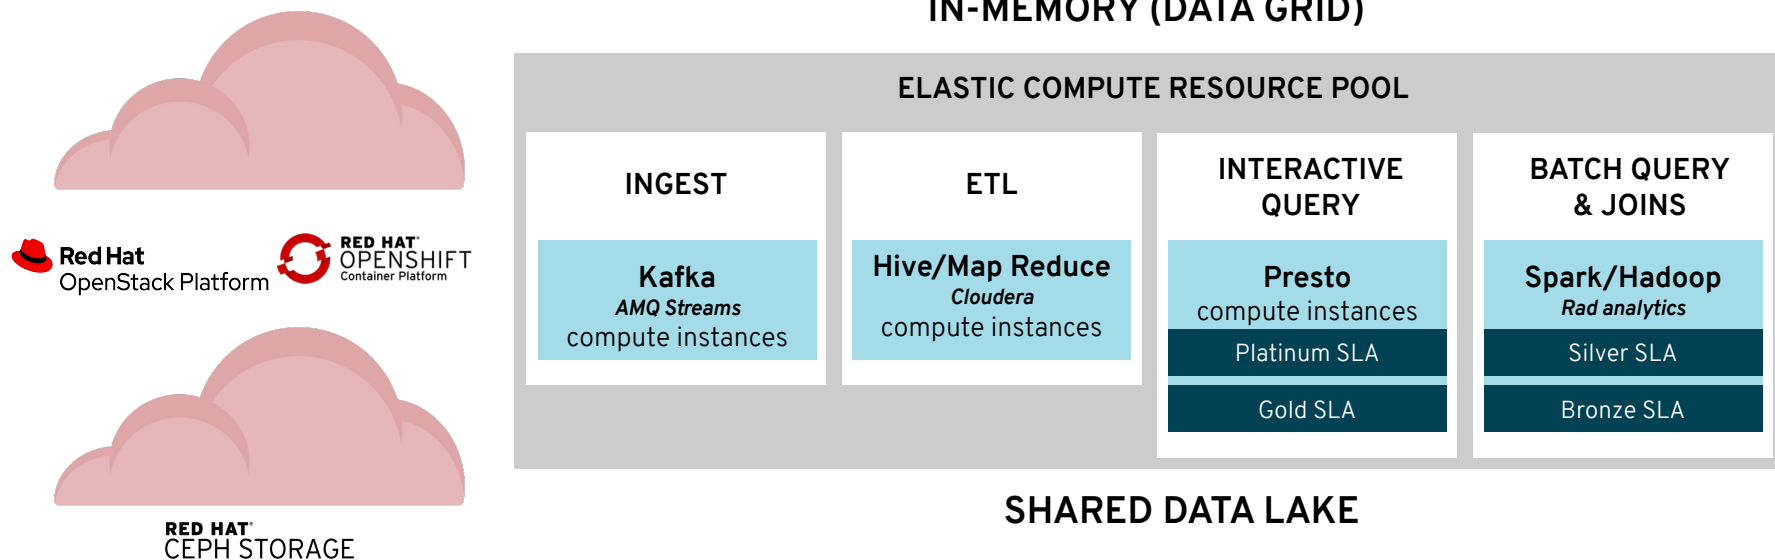 IN-MEMORY (DATA GRID)
ELASTIC COMPUTE RESOURCE POOL
INGEST
Kafka
AMQ Streams
compute instances
ETL
Hive/Map Reduce
Cloudera
compute instances
INTERACTIVE
QUERY
Presto
compute instances
Platinum SLA
Gold SLA
BATCH QUERY
& JOINS
Spark/Hadoop
Rad analytics
Silver SLA
Bronze SLA
SHARED DATA LAKE
Red Hat
OpenStack Platform
RED HAT®
OPENSHIFT
Container Platform
RED HAT®
CEPH STORAGE